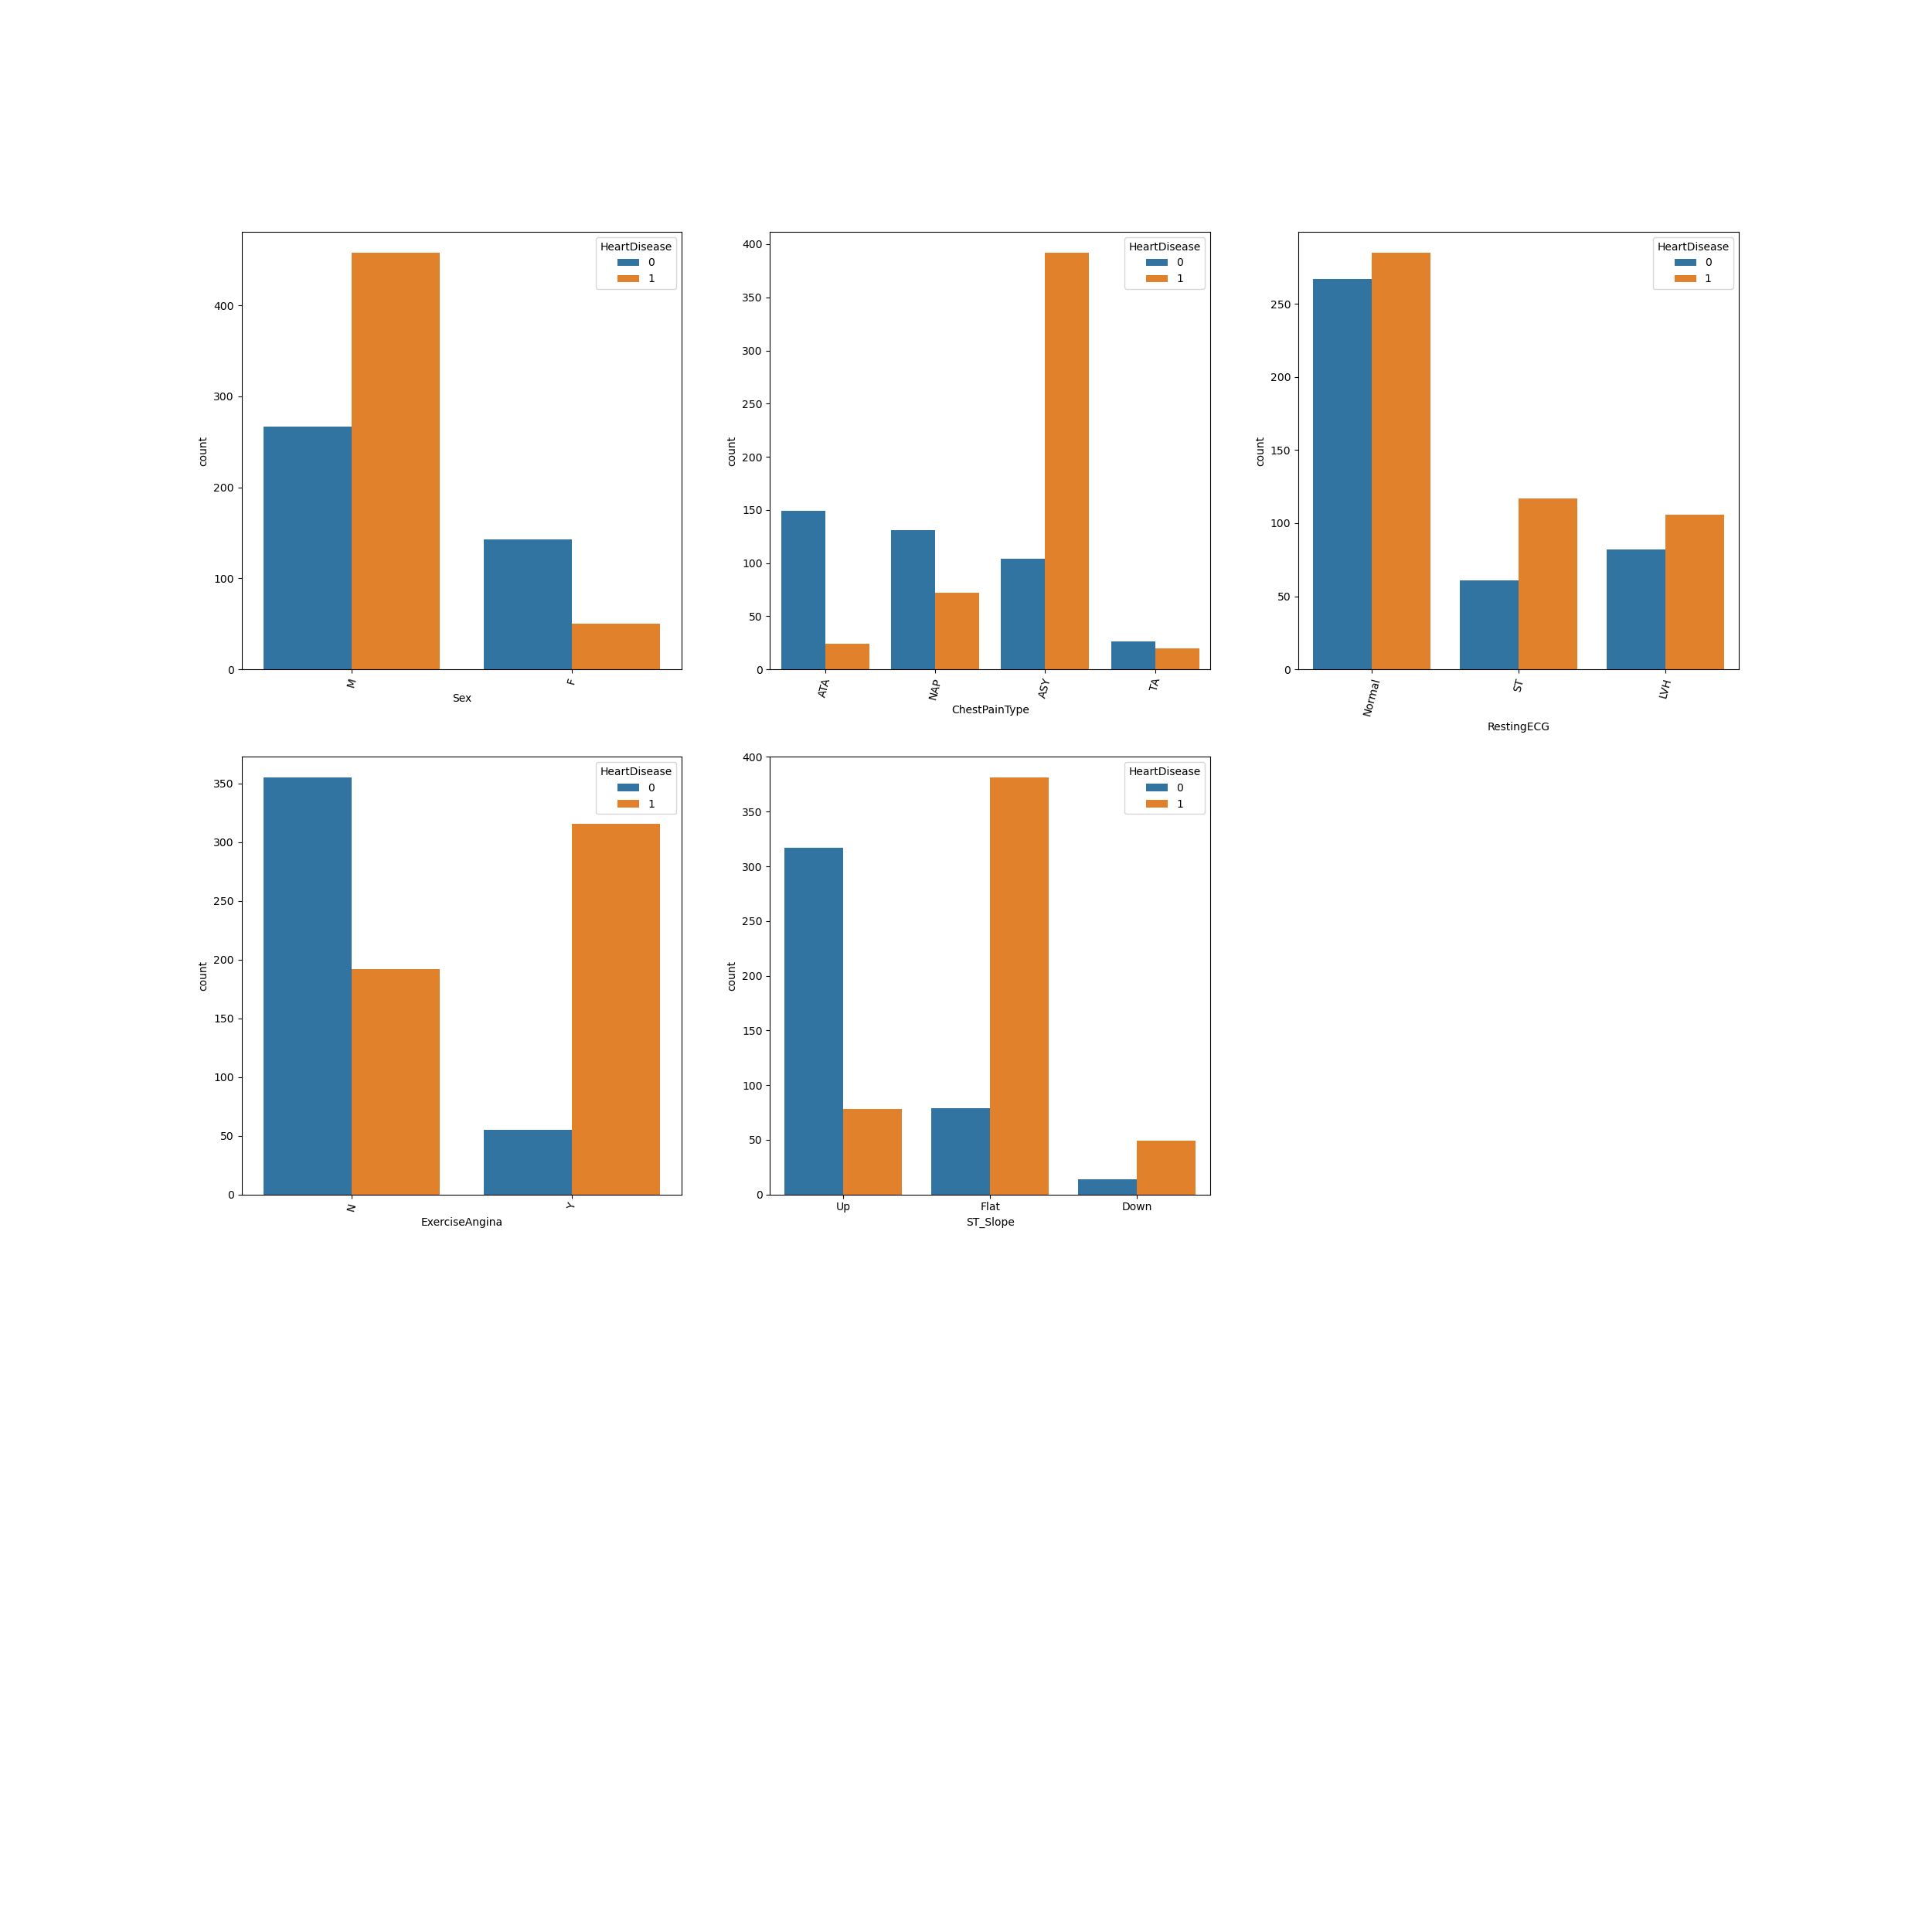 HeartDisease
0
1
400
300
200
100
0
count
M
F
Sex
HeartDisease
0
1
400
350
300
250
200
150
100
50
0
count
ATA
NAP
ASY
TA
ChestPainType
HeartDisease
0
1
250
200
150
100
50
0
count
Normal
ST
LVH
RestingECG
HeartDisease
0
1
350
300
250
200
150
100
50
0
count
N
Y
ExerciseAngina
HeartDisease
0
1
400
350
300
250
200
150
100
50
0
count
Up Flat Down
ST_Slope